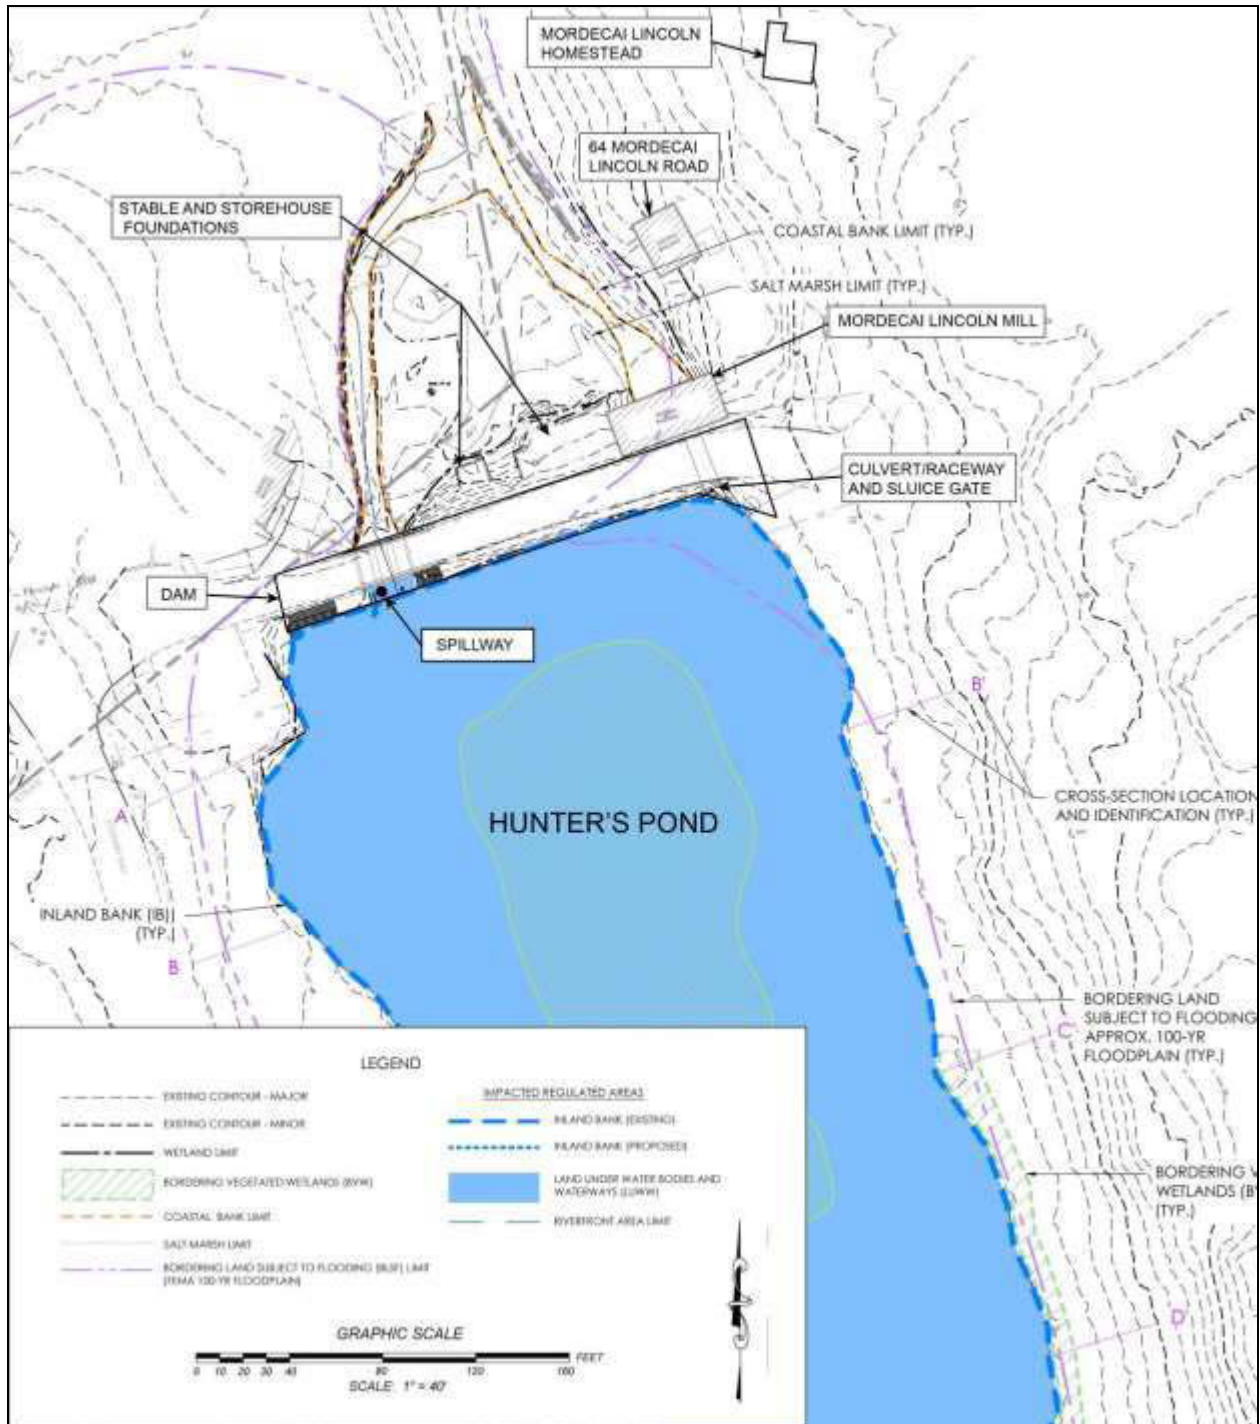 MORDECAI LINCOLN
HOMESTEAD
64 MORDECAI
LINCOLN ROAD
STABLE AND STOREHOUSE
FOUNDATIONS
COASTAL BANK LIMIT (TYP.)
SALT MARSH LIMIT (TYP.)
MORDECAI LINCOLN MILL
CULVERT/RACEWAY
AND SLUICE GATE
DAM
SPILLWAY
B'
HUNTER'S POND
CROSS-SECTION LOCATION
AND IDENTIFICATION (TYP.)
A
INLAND BANK (IB)
(TYP.)
B
BORDERING LAND
SUBJECT TO FLOODING
APPROX. 100-YR
FLOODPLAIN (TYP.)
C'
BORDERING V
WETLANDS (B
(TYP.)
D'
LEGEND
EXISTING CONTOUR - MAJOR
EXISTING CONTOUR - MINOR
WETLAND LIMIT
BORDERING VEGETATED WETLANDS (BVW)
COASTAL BANK LIMIT
SALT MARSH LIMIT
BORDERING LAND SUBJECT TO FLOODING (BLSF) LIMIT
(FEMA 100-YR FLOODPLAIN)
IMPACTED REGULATED AREAS
INLAND BANK (EXISTING)
INLAND BANK (PROPOSED)
LAND UNDER WATER BODIES AND
WATERWAYS (LUWW)
RIVERFRONT AREA LIMIT
GRAPHIC SCALE
0 10 20 30 40 80 120 160 FEET
SCALE: 1" = 40'